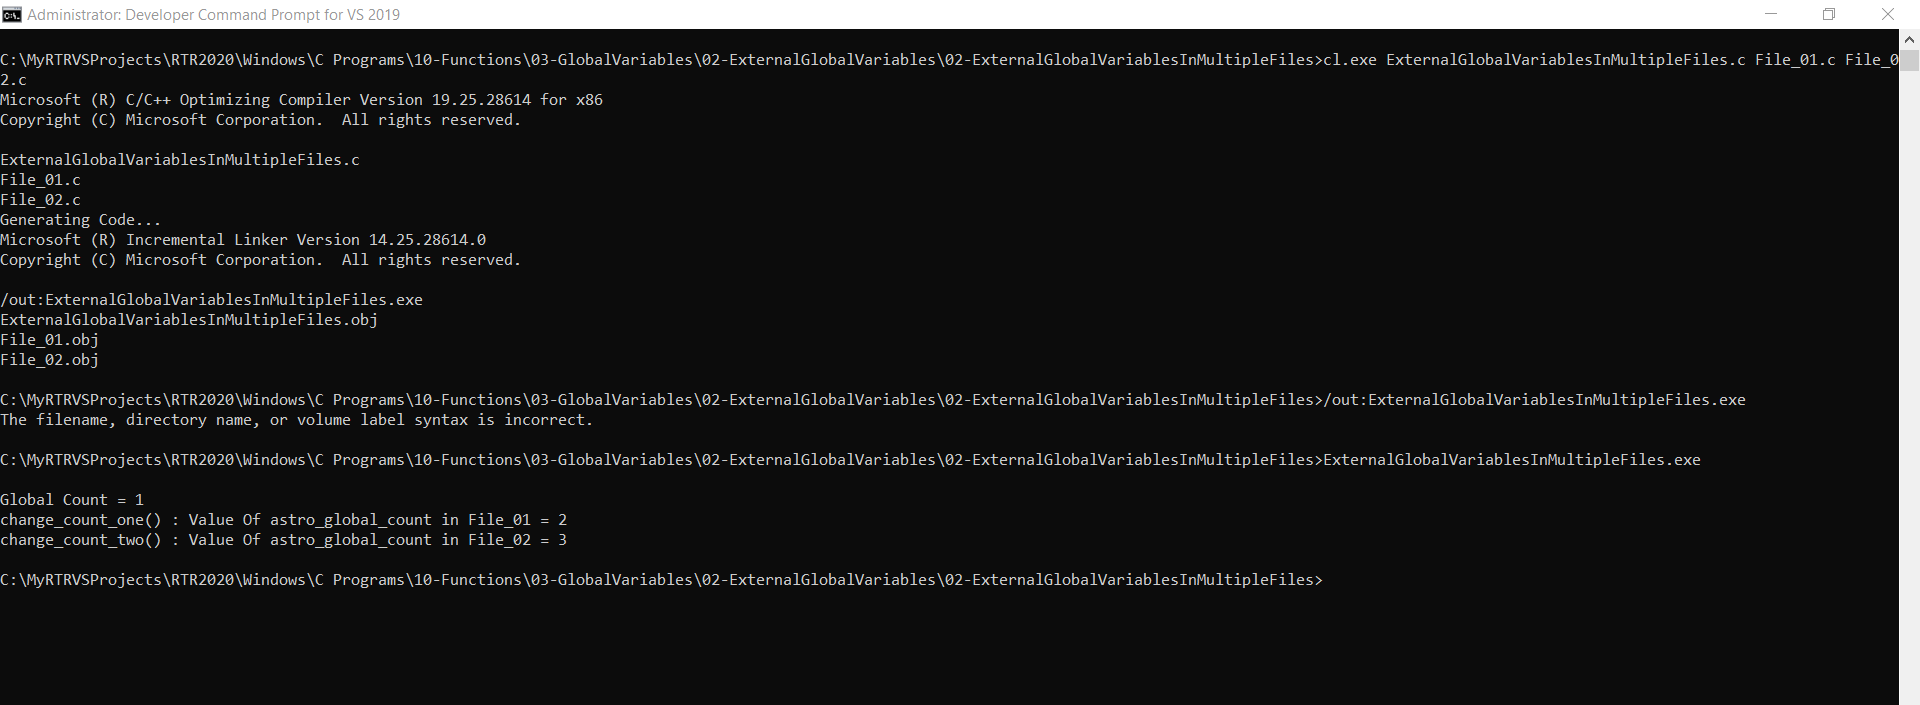 Administrator: Developer Command Prompt for VS 2019
C:\MyRTRVSProjects\RTR2020\Windows\C Programs\10-Functions\03-GlobalVariables\02-ExternalGlobalVariables\02-ExternalGlobalVariablesInMultipleFiles>cl.exe ExternalGlobalVariablesInMultipleFiles.c File_01.c File_0
2.c
Microsoft (R) C/C++ Optimizing Compiler Version 19.25.28614 for x86
Copyright (C) Microsoft Corporation.  All rights reserved.
ExternalGlobalVariablesInMultipleFiles.c
File_01.c
File_02.c
Generating Code...
Microsoft (R) Incremental Linker Version 14.25.28614.0
Copyright (C) Microsoft Corporation.  All rights reserved.
/out:ExternalGlobalVariablesInMultipleFiles.exe
ExternalGlobalVariablesInMultipleFiles.obj
File_01.obj
File_02.obj
C:\MyRTRVSProjects\RTR2020\Windows\C Programs\10-Functions\03-GlobalVariables\02-ExternalGlobalVariables\02-ExternalGlobalVariablesInMultipleFiles>/out:ExternalGlobalVariablesInMultipleFiles.exe
The filename, directory name, or volume label syntax is incorrect.
C:\MyRTRVSProjects\RTR2020\Windows\C Programs\10-Functions\03-GlobalVariables\02-ExternalGlobalVariables\02-ExternalGlobalVariablesInMultipleFiles>ExternalGlobalVariablesInMultipleFiles.exe
Global Count = 1
change_count_one() : Value Of astro_global_count in File_01 = 2
change_count_two() : Value Of astro_global_count in File_02 = 3
C:\MyRTRVSProjects\RTR2020\Windows\C Programs\10-Functions\03-GlobalVariables\02-ExternalGlobalVariables\02-ExternalGlobalVariablesInMultipleFiles>